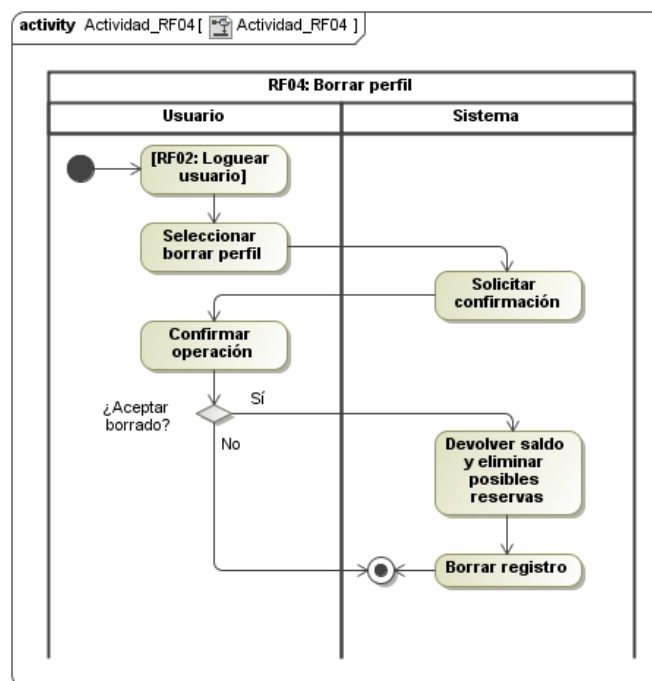 activity Actividad_RF04 [ Actividad_RF04 ]
RF04: Borrar perfil
Usuario
Sistema
[RF02: Loguear
usuario]
Seleccionar
borrar perfil
Solicitar
confirmación
Confirmar
operación
¿Aceptar
borrado?
Sí
No
Devolver saldo
y eliminar
posibles
reservas
Borrar registro